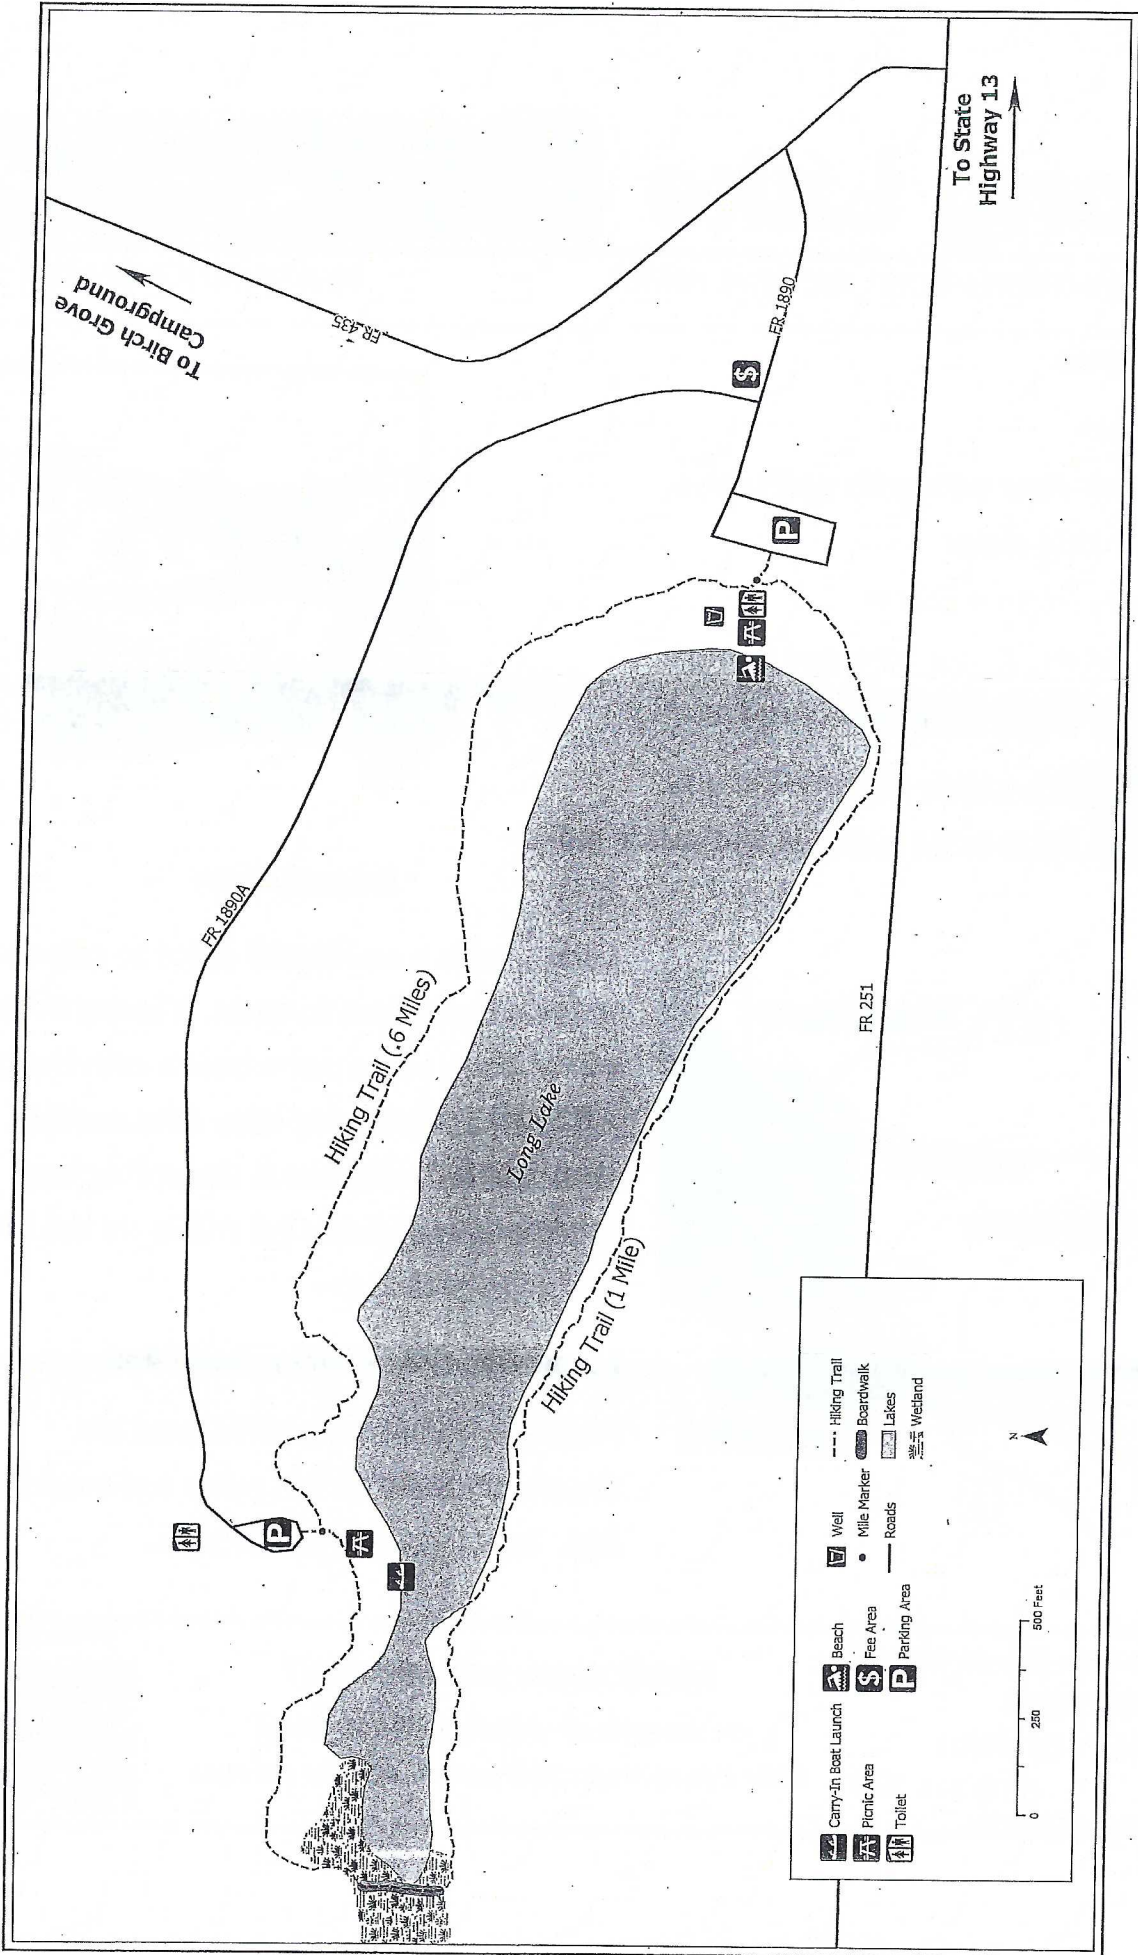 To Birch Grove
Campground
FR 435
FR 1890
$
P
To State
Highway 13
FR 1890A
Hiking Trail (.6 Miles)
Long Lake
FR 251
Hiking Trail (1 Mile)
P
Carry-In Boat Launch
Picnic Area
Toilet
Beach
$ Fee Area
P Parking Area
Well
Mile Marker
Roads
Hiking Trail
Boardwalk
Lakes
Wetland
N
0 250 500 Feet